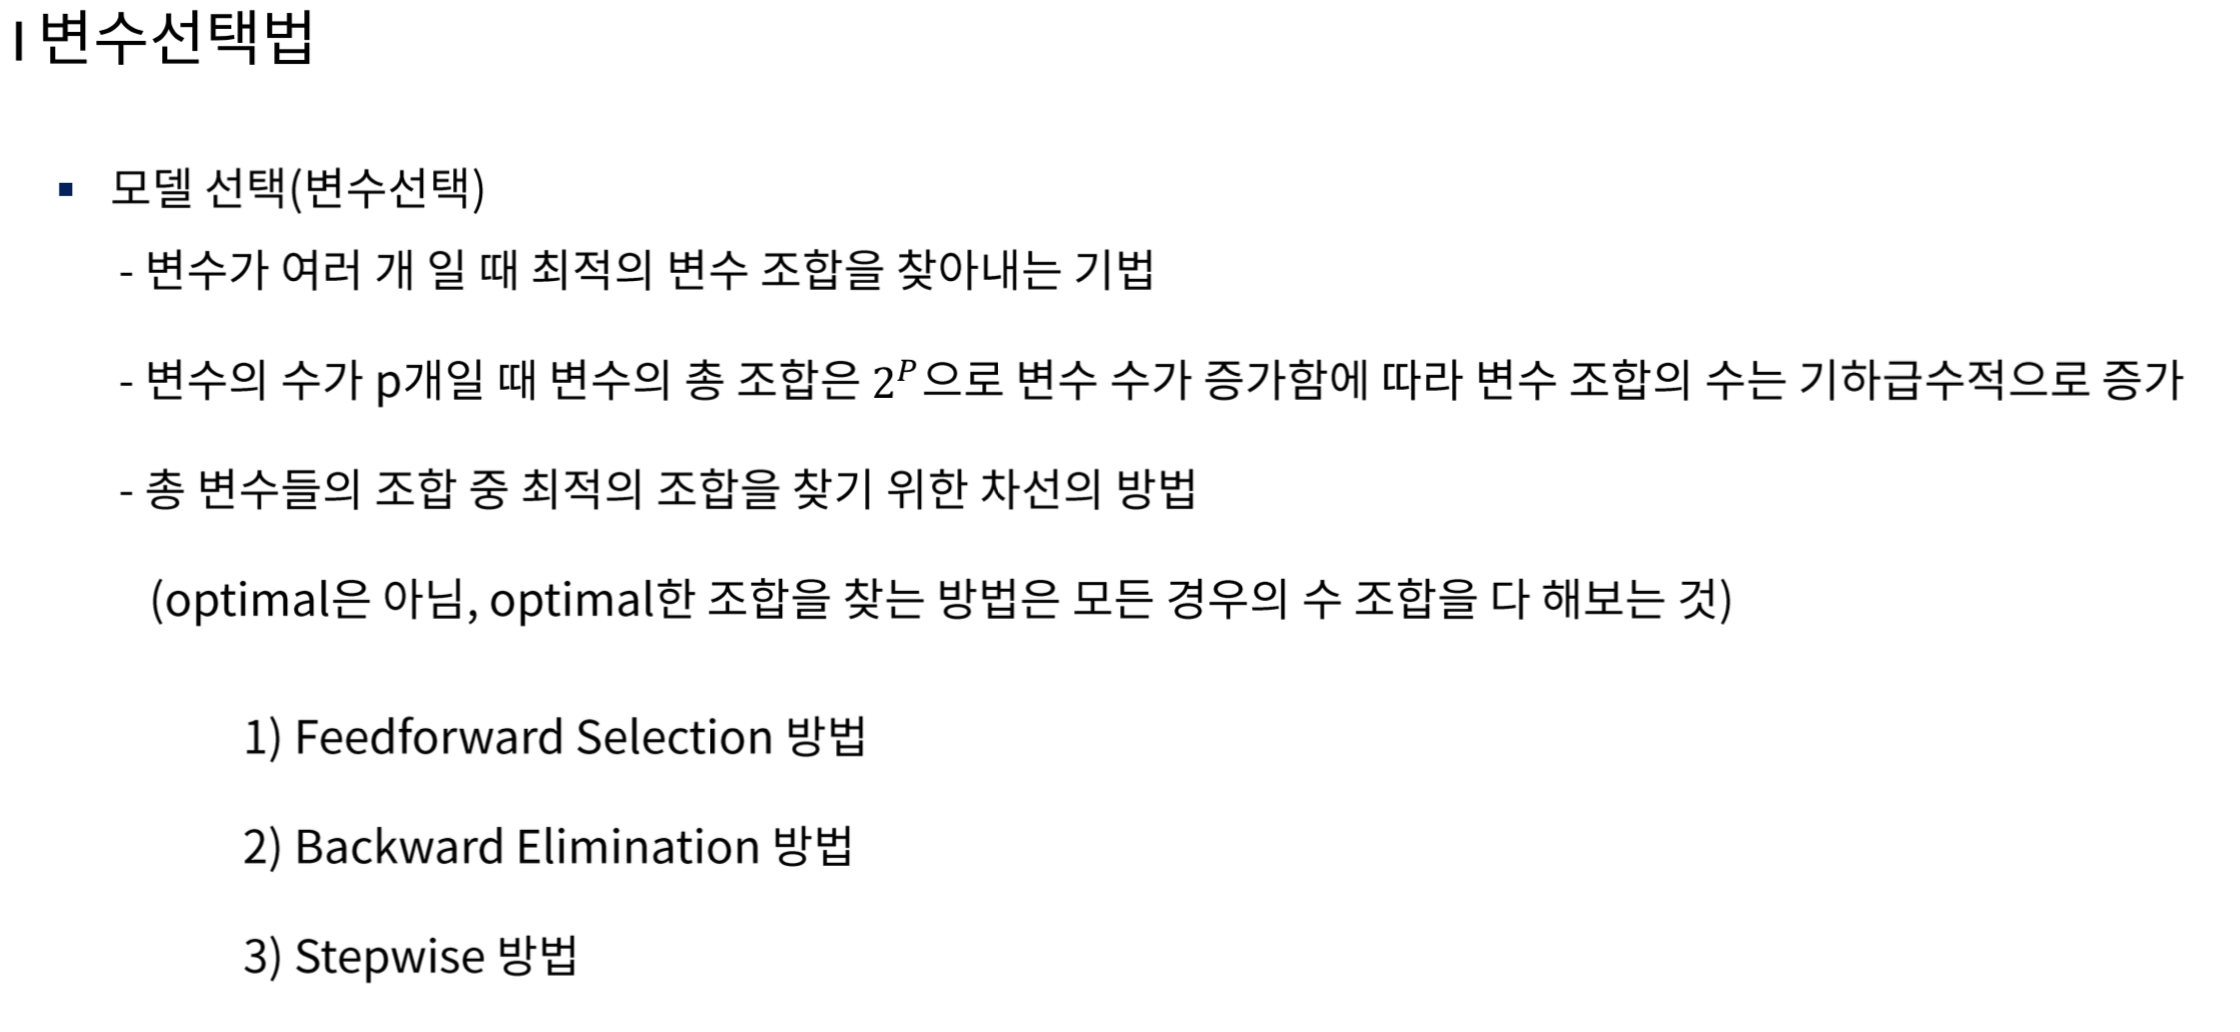 I 변수선택법
▪ 모델 선택(변수선택)
- 변수가 여러 개 일 때 최적의 변수 조합을 찾아내는 기법
- 변수의 수가 p개일 때 변수의 총 조합은 2^P으로 변수 수가 증가함에 따라 변수 조합의 수는 기하급수적으로 증가
- 총 변수들의 조합 중 최적의 조합을 찾기 위한 차선의 방법
(optimal은 아님, optimal한 조합을 찾는 방법은 모든 경우의 수 조합을 다 해보는 것)
1) Feedforward Selection 방법
2) Backward Elimination 방법
3) Stepwise 방법